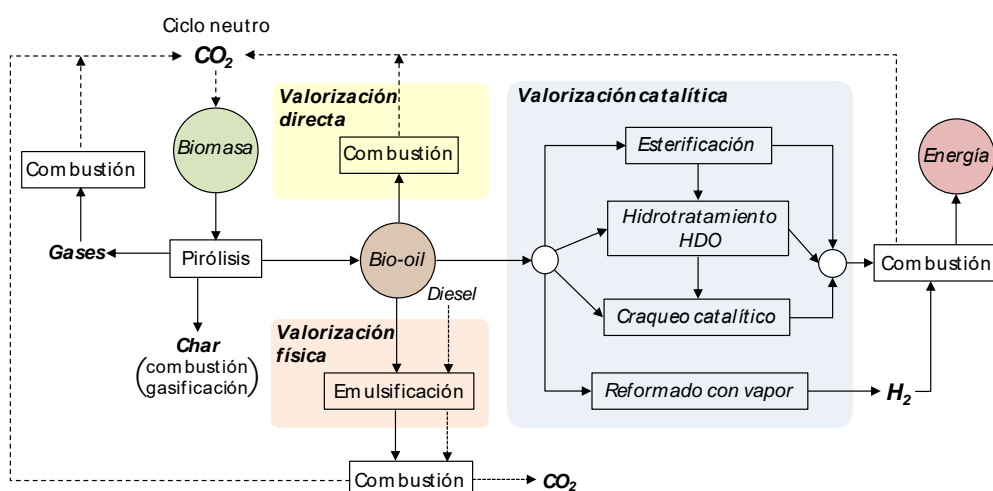 Ciclo neutro
CO2
Valorización
directa
Valorización catalítica
Combustión
Biomasa
Combustión
Esterificación
Energía
Hidrotratamiento
HDO
Gases
Pirólisis
Bio-oil
Combustión
Diesel
Craqueo catalítico
Valorización
física
Char
(combustión
gasificación)
Emulsificación
Reformado con vapor
H2
Combustión
CO2